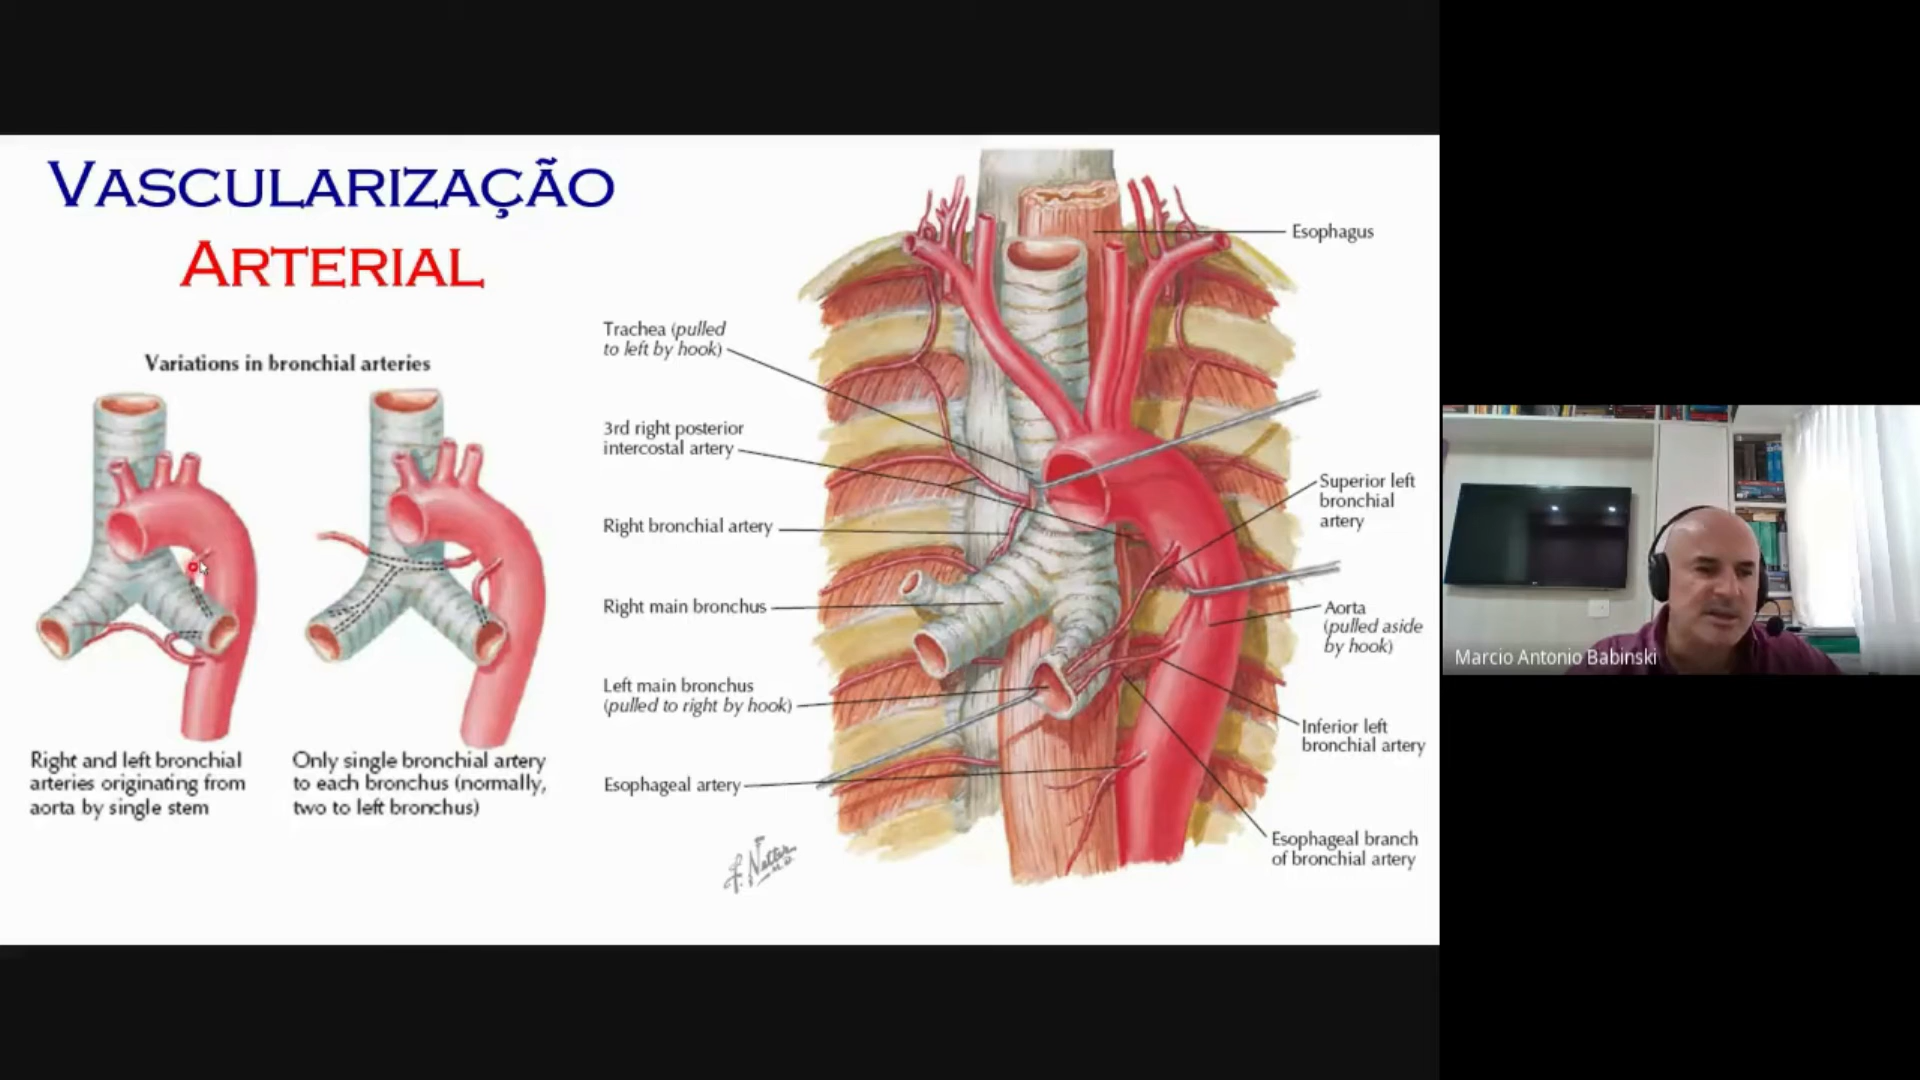 VASCULARIZAÇÃO
ARTERIAL
Variations in bronchial arteries
Right and left bronchial
arteries originating from
aorta by single stem
Only single bronchial artery
to each bronchus (normally,
two to left bronchus)
Trachea (pulled
to left by hook)
3rd right posterior
intercostal artery
Right bronchial artery
Right main bronchus
Left main bronchus
(pulled to right by hook)
Esophageal artery
Esophagus
Superior left
bronchial
artery
Aorta
(pulled aside
by hook)
Inferior left
bronchial artery
Esophageal branch
of bronchial artery
F. Netter
M.D.
Marcio Antonio Babinski